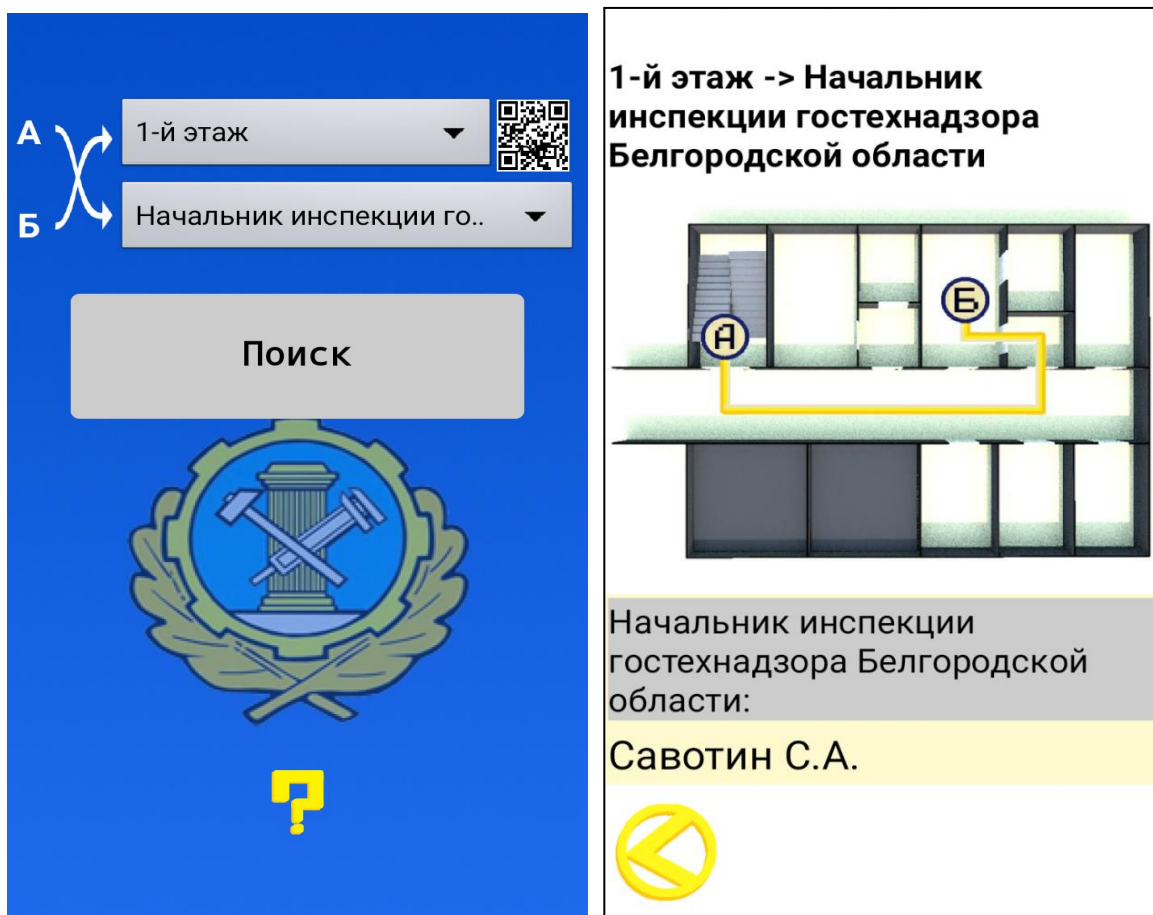 А
1-й этаж
Б
Начальник инспекции го..
Поиск
?
1-й этаж -> Начальник
инспекции гостехнадзора
Белгородской области
А
Б
Начальник инспекции
гостехнадзора Белгородской
области:
Савотин С.А.